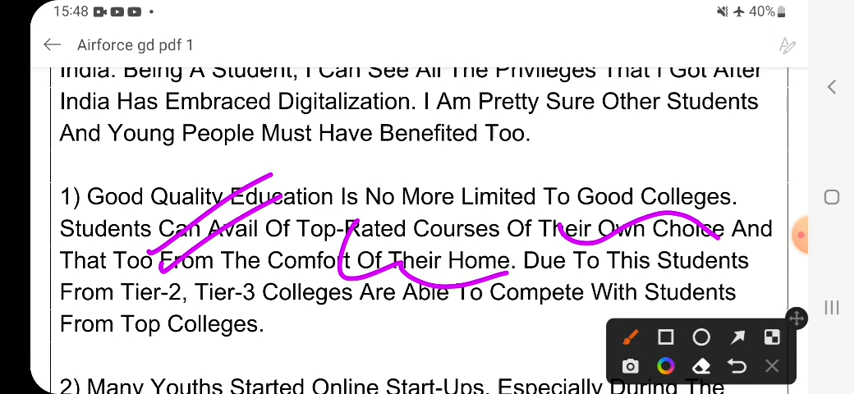 15:48
40%
Airforce gd pdf 1
India. Being A Student, I Can See All The Privileges That I Got After
India Has Embraced Digitalization. I Am Pretty Sure Other Students
And Young People Must Have Benefited Too.
1) Good Quality Education Is No More Limited To Good Colleges.
Students Can Avail Of Top-Rated Courses Of Their Own Choice And
That Too From The Comfort Of Their Home. Due To This Students
From Tier-2, Tier-3 Colleges Are Able To Compete With Students
From Top Colleges.
2) Many Youths Started Online Start-Ups, Especially During The